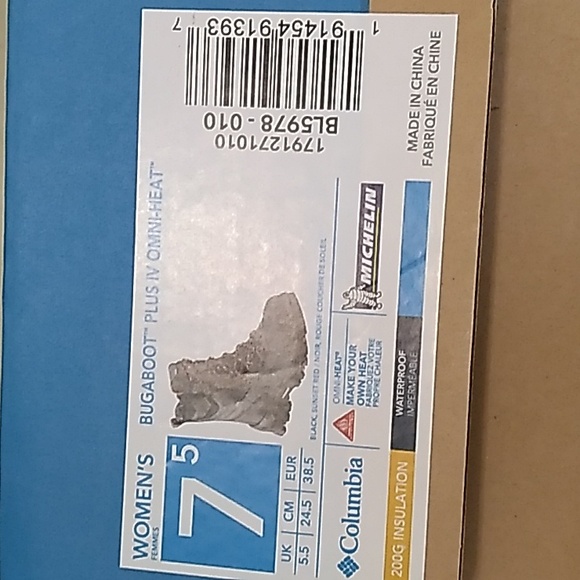 WOMEN'S
FEMMES
BUGABOOT™ PLUS IV OMNI-HEAT™
7 5
UK | CM | EUR
5.5 | 24.5 | 38.5
BLACK, SUNSET RED / NOIR, ROUGE COUCHER DE SOLEIL
1791271010
BL5978 - 010
1 91454 91393 7
Columbia
OMNI-HEAT®
MAKE YOUR
OWN HEAT
FABRIQUEZ VOTRE
PROPRE CHALEUR
MICHELIN
200G INSULATION
WATERPROOF
IMPERMÉABLE
MADE IN CHINA
FABRIQUÉ EN CHINE